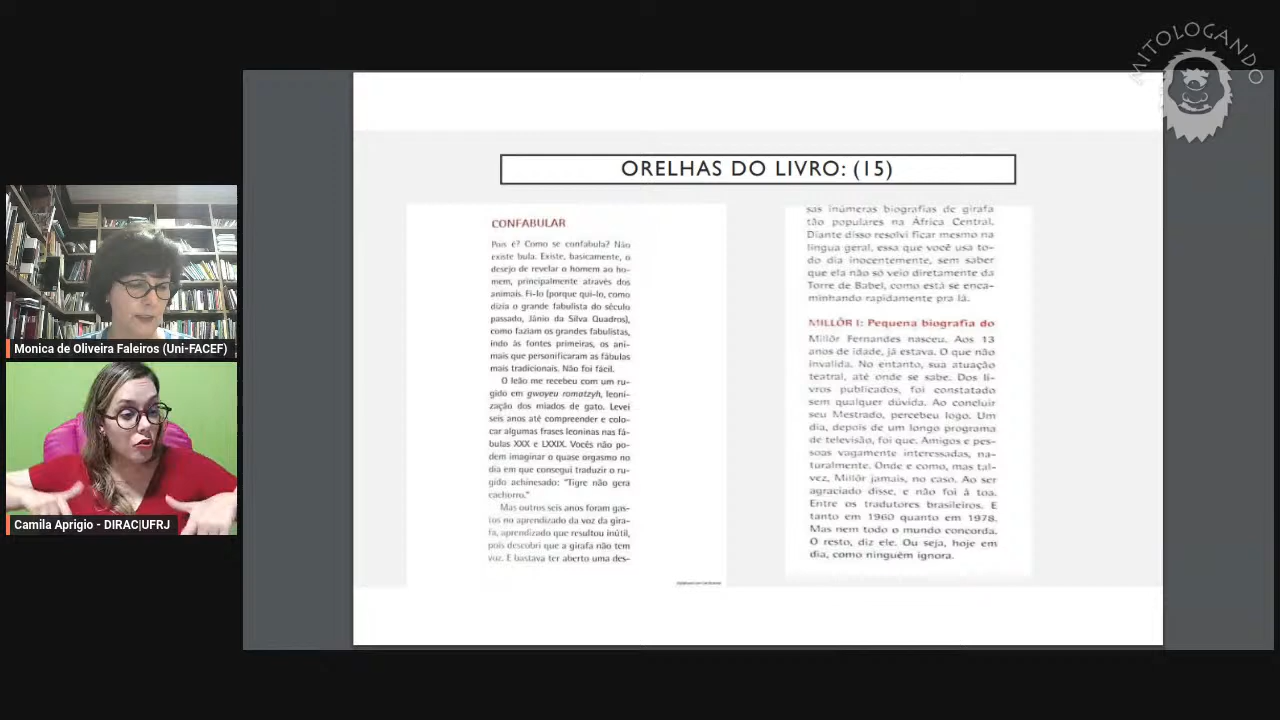 MITOLOGANDO
ORELHAS DO LIVRO: (15)
CONFABULAR
Pois é? Como se confabula? Não
existe bula. Existe, basicamente, o
desejo de revelar o homem ao ho-
mem, principalmente através dos
animais. Fi-lo (porque qui-lo, como
dizia o grande fabulista do século
passado, Jânio da Silva Quadros),
como faziam os grandes fabulistas,
indo às fontes primeiras, os ani-
mais que personificaram as fábulas
mais tradicionais. Não foi fácil.
O leão me recebeu com um ru-
gido em gwoyeu romatzyh, leoni-
zação dos miados de gato. Levei
seis anos até compreender e colo-
car algumas frases leoninas nas fá-
bulas XXX e LXXIX. Vocês não po-
dem imaginar o quase orgasmo no
dia em que consegui traduzir o ru-
gido achinesado: "Tigre não gera
cachorro."
Mas outros seis anos foram gas-
tos no aprendizado da voz da gira-
fa, aprendizado que resultou inútil,
pois descobri que a girafa não tem
voz. E bastava ter aberto uma des-
sas inúmeras biografias de girafa
tão populares na África Central.
Diante disso resolvi ficar mesmo na
língua geral, essa que você usa to-
do dia inocentemente, sem saber
que ela não só veio diretamente da
Torre de Babel, como está se enca-
minhando rapidamente pra lá.
MILLÔR I: Pequena biografia do
Millôr Fernandes nasceu. Aos 13
anos de idade, já estava. O que não
invalida. No entanto, sua atuação
teatral, até onde se sabe. Dos li-
vros publicados, foi constatado
sem qualquer dúvida. Ao concluir
seu Mestrado, percebeu logo. Um
dia, depois de um longo programa
de televisão, foi que. Amigos e pes-
soas vagamente interessadas, na-
turalmente. Onde e como, mas tal-
vez, Millôr jamais, no caso. Ao ser
agraciado disse, e não foi à toa.
Entre os tradutores brasileiros. E
tanto em 1960 quanto em 1978.
Mas nem todo o mundo concorda.
O resto, diz ele. Ou seja, hoje em
dia, como ninguém ignora.
Monica de Oliveira Faleiros (Uni-FACEF)
Camila Aprigio - DIRAC|UFRJ